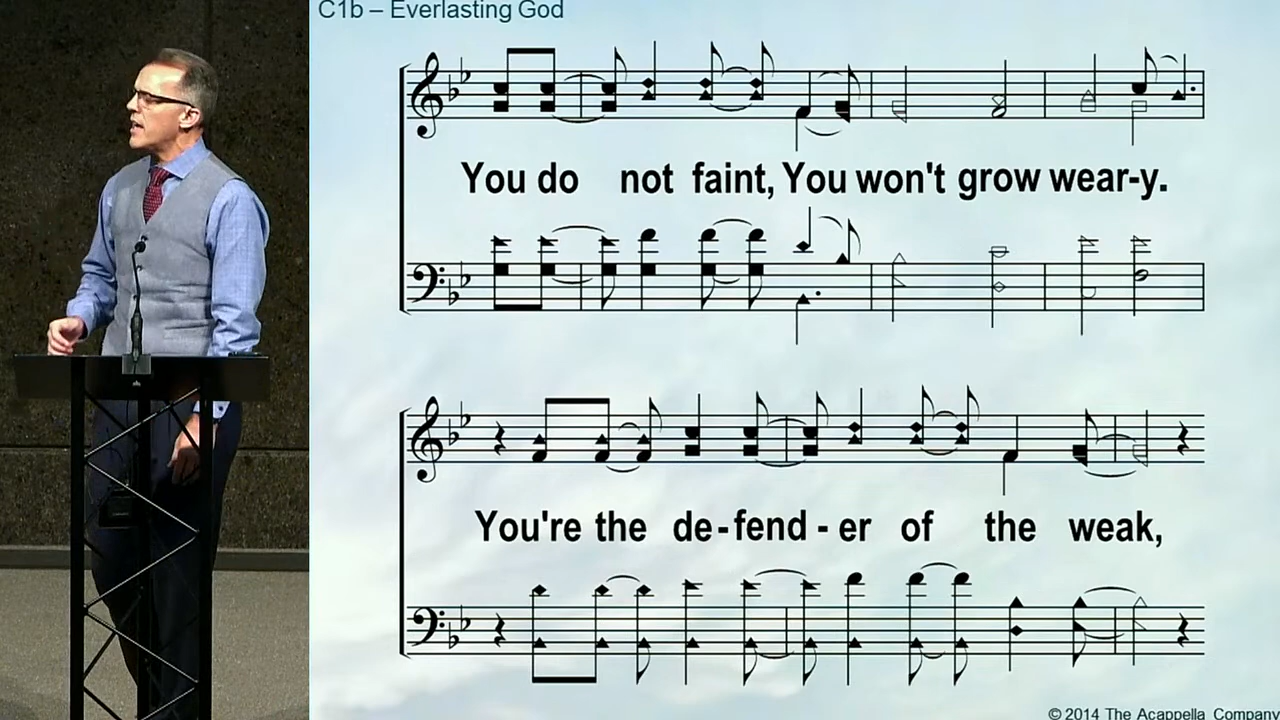 C1b – Everlasting God
You do not faint, You won't grow wear-y.
You're the de-fend-er of the weak,
© 2014 The Acappella Company